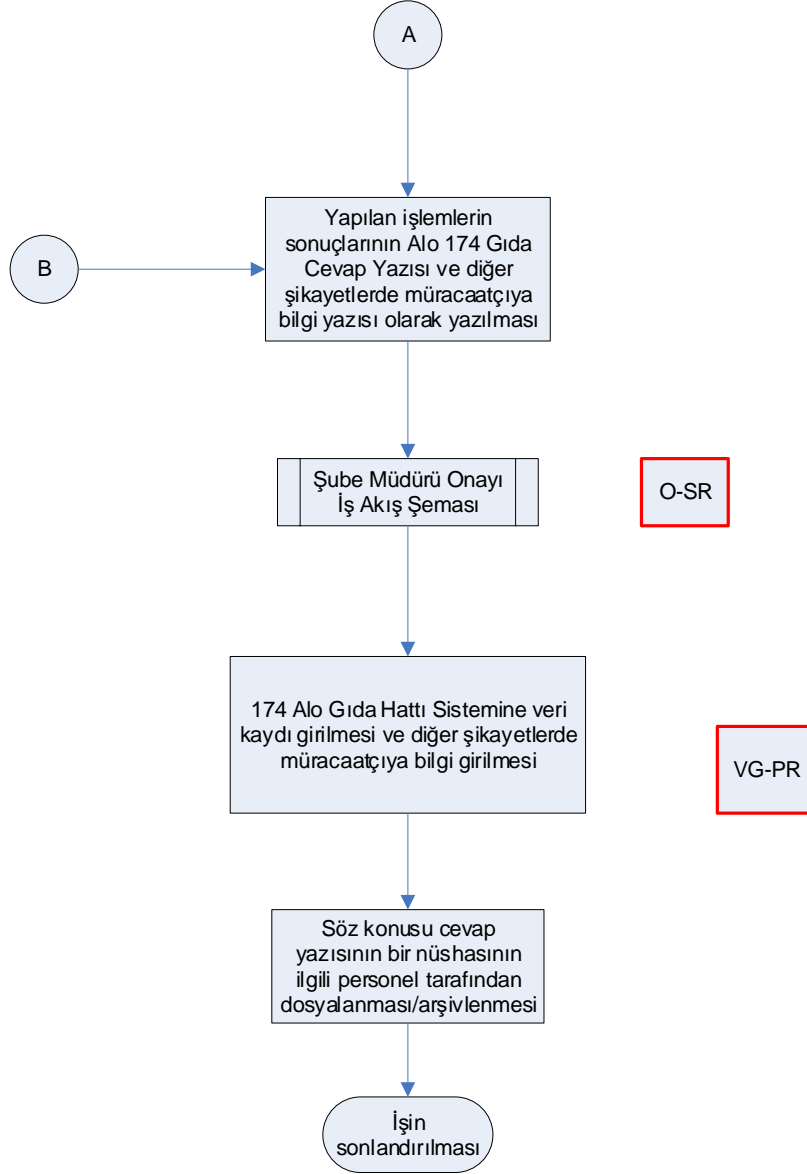 A
Yapılan işlemlerin
sonuçlarının Alo 174 Gıda
Cevap Yazısı ve diğer
şikayetlerde müracaatçıya
bilgi yazısı olarak yazılması
B
Şube Müdürü Onayı
İş Akış Şeması
O-SR
174 Alo Gıda Hattı Sistemine veri
kaydı girilmesi ve diğer şikayetlerde
müracaatçıya bilgi girilmesi
VG-PR
Söz konusu cevap
yazısının bir nüshasının
ilgili personel tarafından
dosyalanması/arşivlenmesi
İşin
sonlandırılması